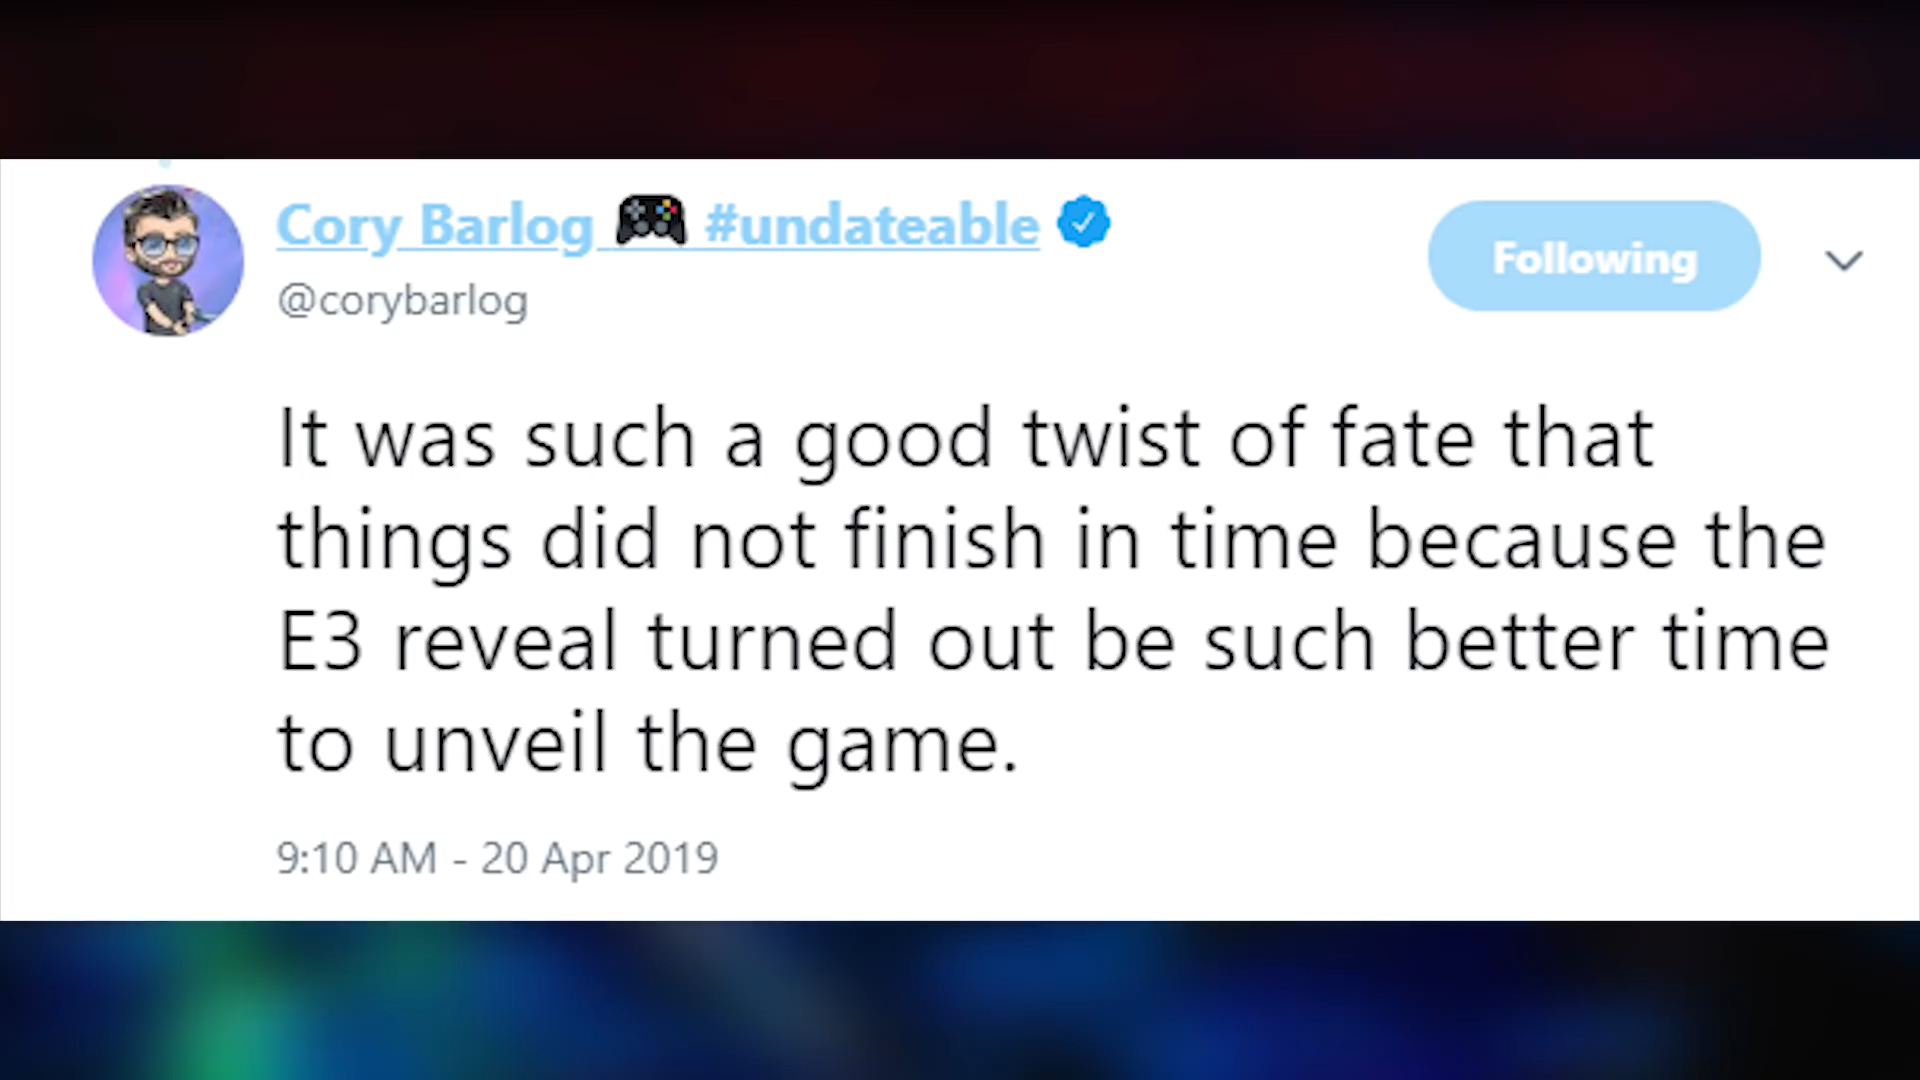 Cory Barlog 🎮 #undateable
@corybarlog
Following
It was such a good twist of fate that
things did not finish in time because the
E3 reveal turned out be such better time
to unveil the game.
9:10 AM - 20 Apr 2019